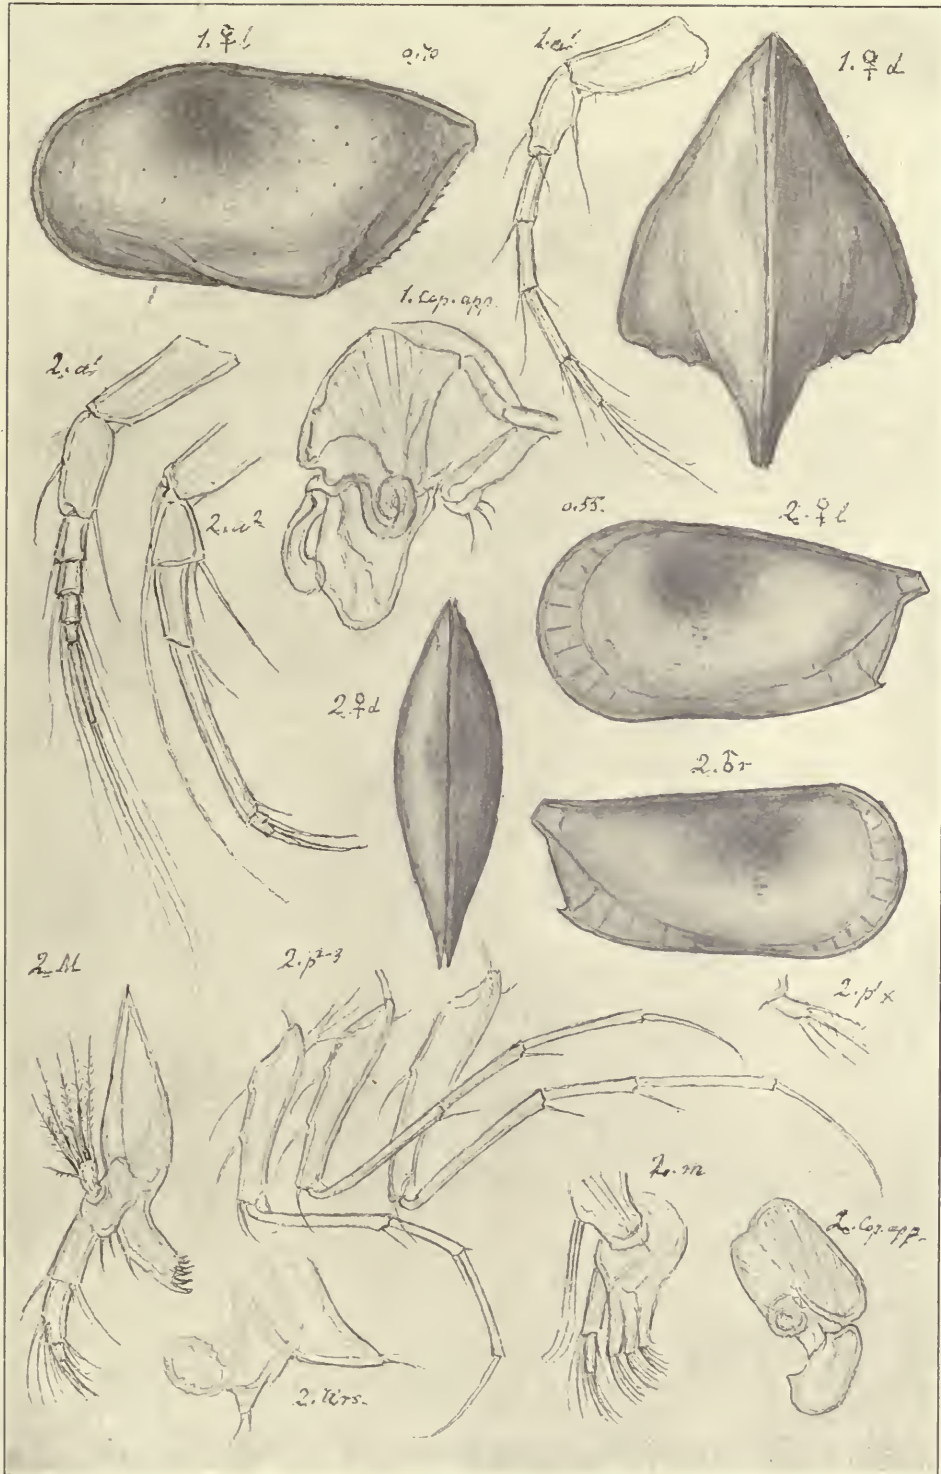 1. ♀ l
0.70
1. a¹
1. ♀ d
1. Cop. app.
2. a¹
2. a²
0.55.
2. ♀ l
2. ♀ d
2. ♂ r
2. M
2. p¹⁻³
2. p¹ x
2. m
2. Cop. app.
2. Urs.